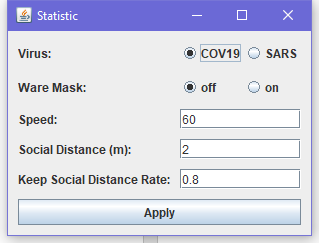 Statistic
Virus: COV19 SARS
Ware Mask: off on
Speed: 60
Social Distance (m): 2
Keep Social Distance Rate: 0.8
Apply